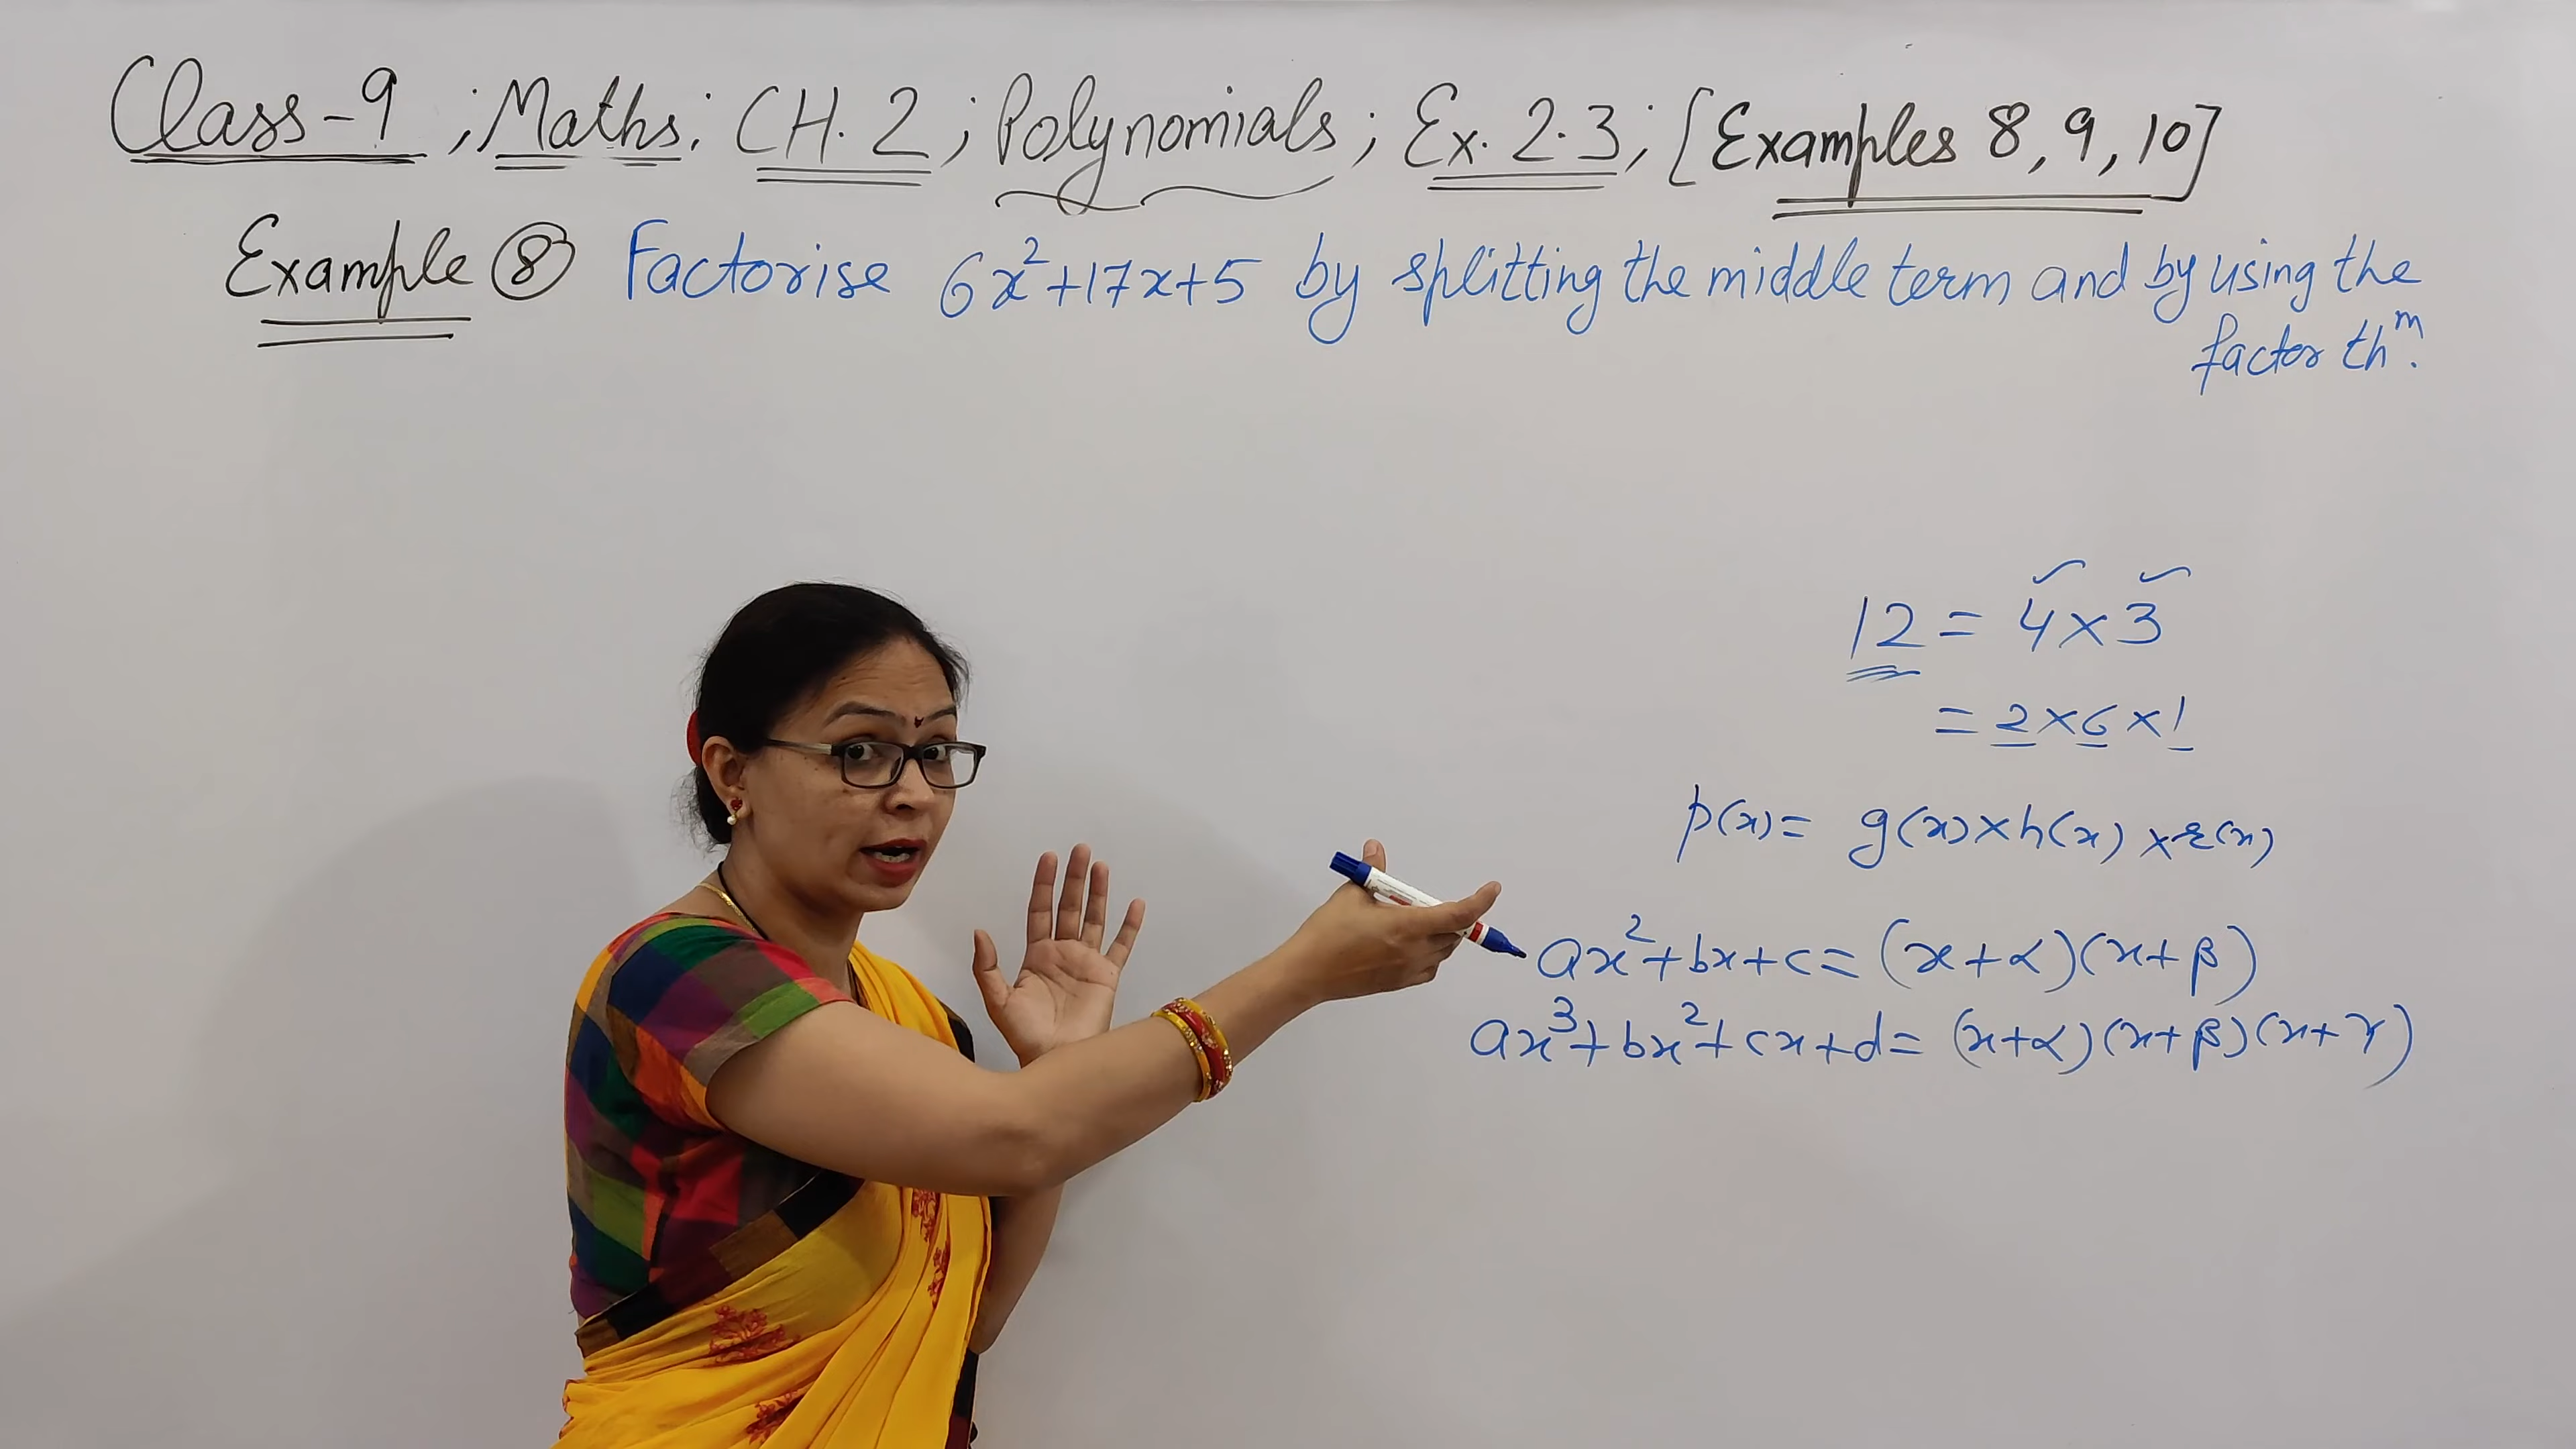 Class-9 ; Maths; CH. 2 ; Polynomials ; Ex. 2.3 ; [Examples 8, 9, 10]
Example ⑧ Factorise 6x²+17x+5 by splitting the middle term and by using the
factor thᵐ.
12 = 4×3
= 2×6×1
p(x)= g(x)×h(x)×r(x)
ax²+bx+c=(x+α)(x+β)
ax³+bx²+cx+d=(x+α)(x+β)(x+γ)